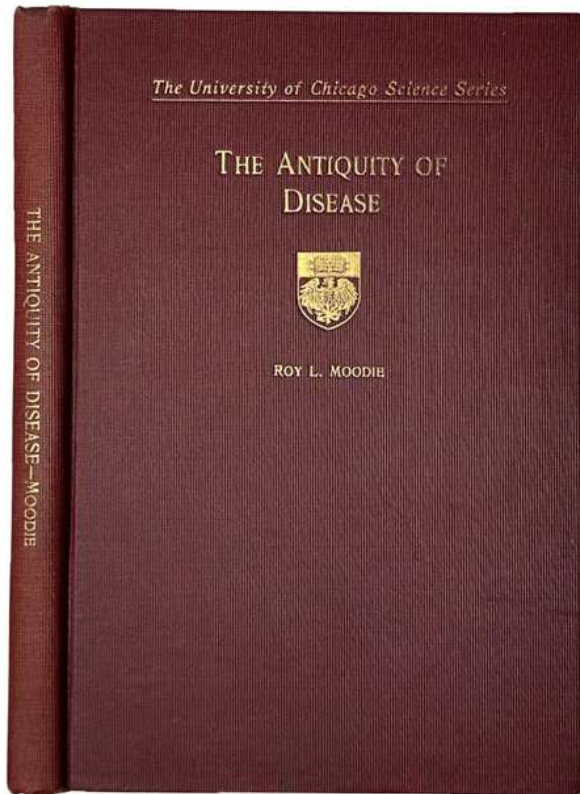 The University of Chicago Science Series
THE ANTIQUITY OF
DISEASE
ROY L. MOODIE
THE ANTIQUITY OF DISEASE—MOODIE